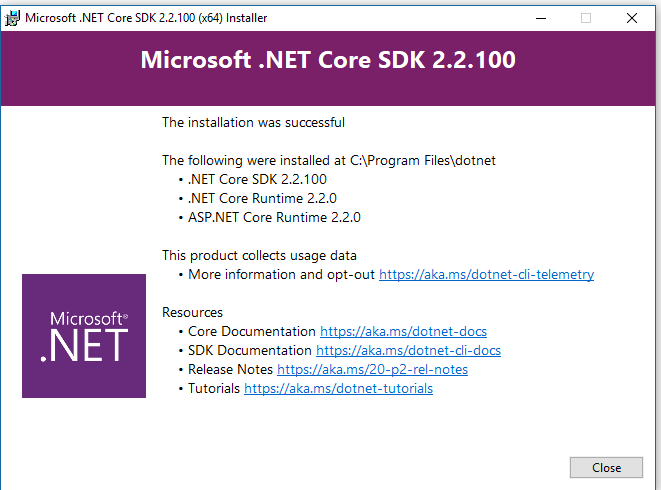 Microsoft .NET Core SDK 2.2.100 (x64) Installer
Microsoft .NET Core SDK 2.2.100
The installation was successful
The following were installed at C:\Program Files\dotnet
• .NET Core SDK 2.2.100
• .NET Core Runtime 2.2.0
• ASP.NET Core Runtime 2.2.0
This product collects usage data
• More information and opt-out https://aka.ms/dotnet-cli-telemetry
Resources
• Core Documentation https://aka.ms/dotnet-docs
• SDK Documentation https://aka.ms/dotnet-cli-docs
• Release Notes https://aka.ms/20-p2-rel-notes
• Tutorials https://aka.ms/dotnet-tutorials
Microsoft®
.NET
Close